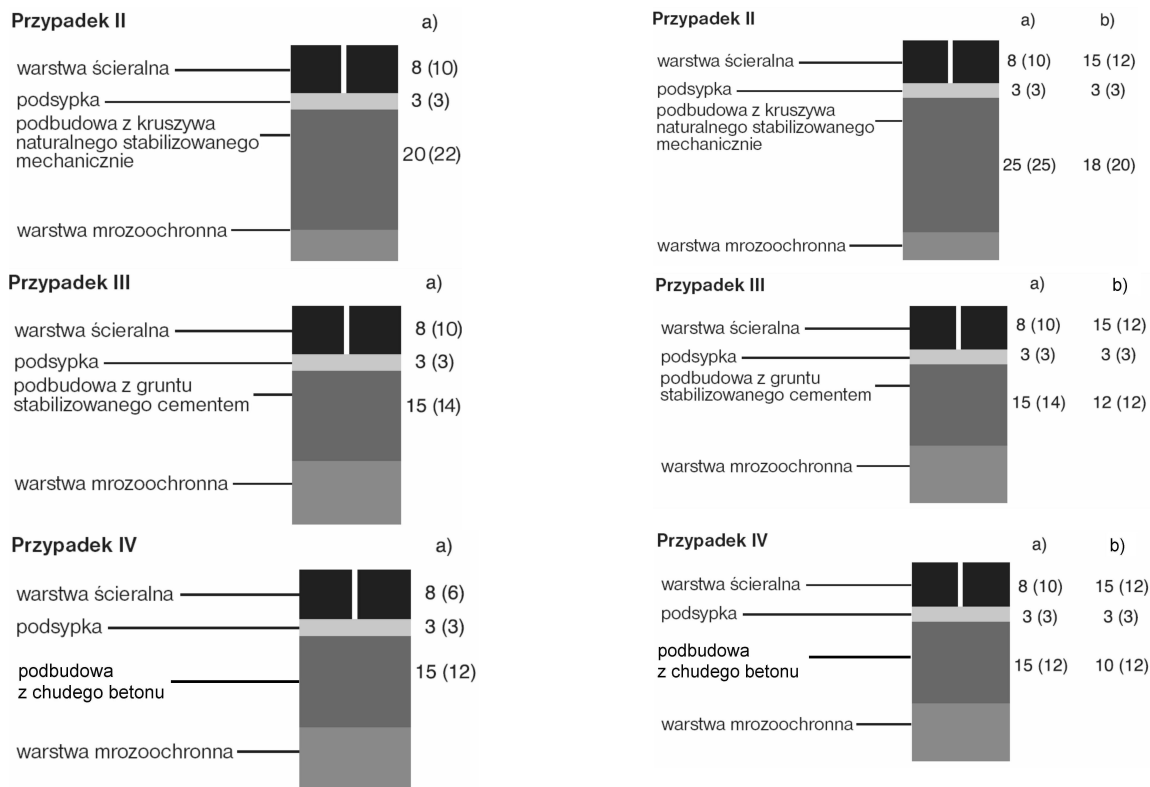 Przypadek II a)
warstwa ścieralna 8 (10)
podsypka 3 (3)
podbudowa z kruszywa
naturalnego stabilizowanego
mechanicznie
20 (22)
warstwa mrozoochronna
Przypadek III a)
warstwa ścieralna 8 (10)
podsypka 3 (3)
podbudowa z gruntu
stabilizowanego cementem 15 (14)
warstwa mrozoochronna
Przypadek IV a)
warstwa ścieralna 8 (6)
podsypka 3 (3)
podbudowa 15 (12)
z chudego betonu
warstwa mrozoochronna
Przypadek II a) b)
warstwa ścieralna 8 (10) 15 (12)
podsypka 3 (3) 3 (3)
podbudowa z kruszywa
naturalnego stabilizowanego
mechanicznie
25 (25) 18 (20)
warstwa mrozoochronna
Przypadek III a) b)
warstwa ścieralna 8 (10) 15 (12)
podsypka 3 (3) 3 (3)
podbudowa z gruntu
stabilizowanego cementem
15 (14) 12 (12)
warstwa mrozoochronna
Przypadek IV a) b)
warstwa ścieralna 8 (10) 15 (12)
podsypka 3 (3) 3 (3)
podbudowa
z chudego betonu 15 (12) 10 (12)
warstwa mrozoochronna